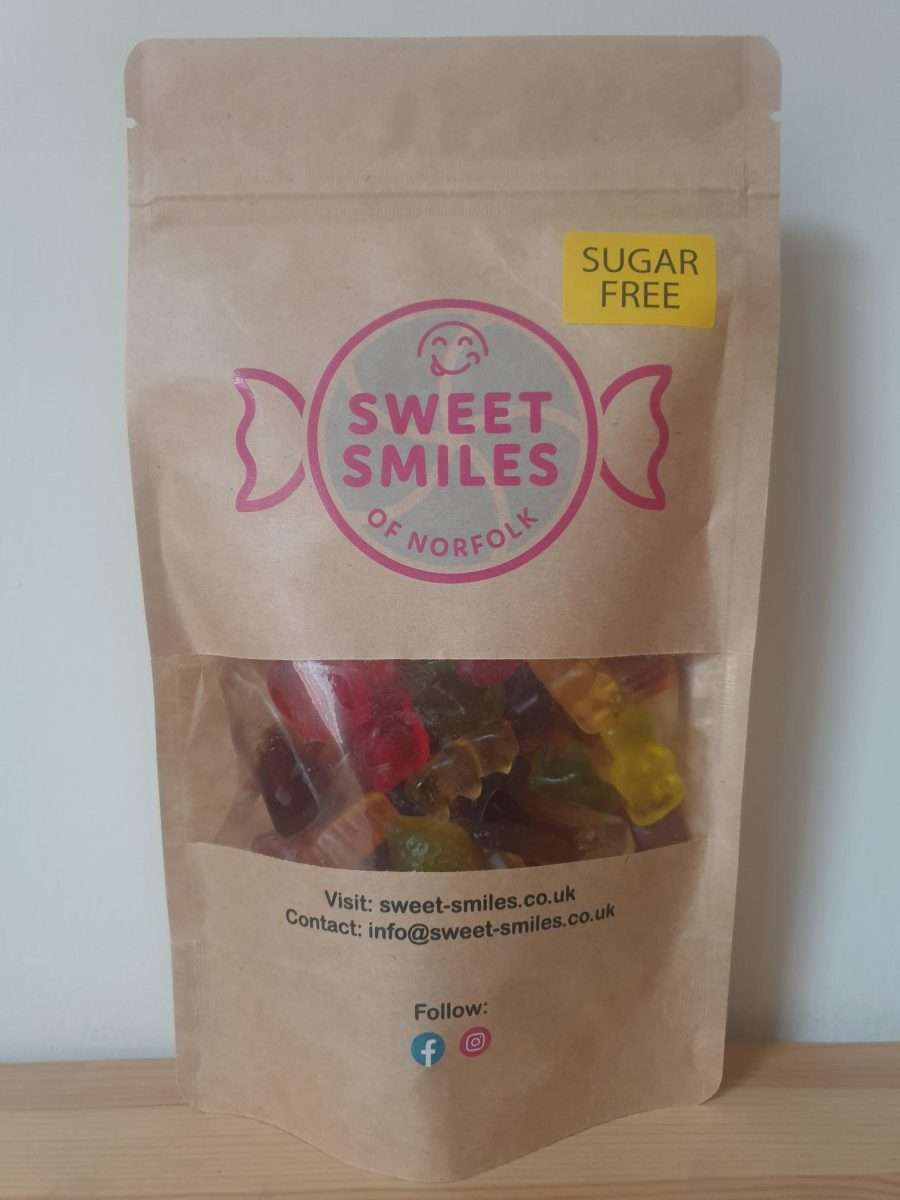 SUGAR
FREE
SWEET
SMILES
OF NORFOLK
Visit: sweet-smiles.co.uk
Contact: info@sweet-smiles.co.uk
Follow: